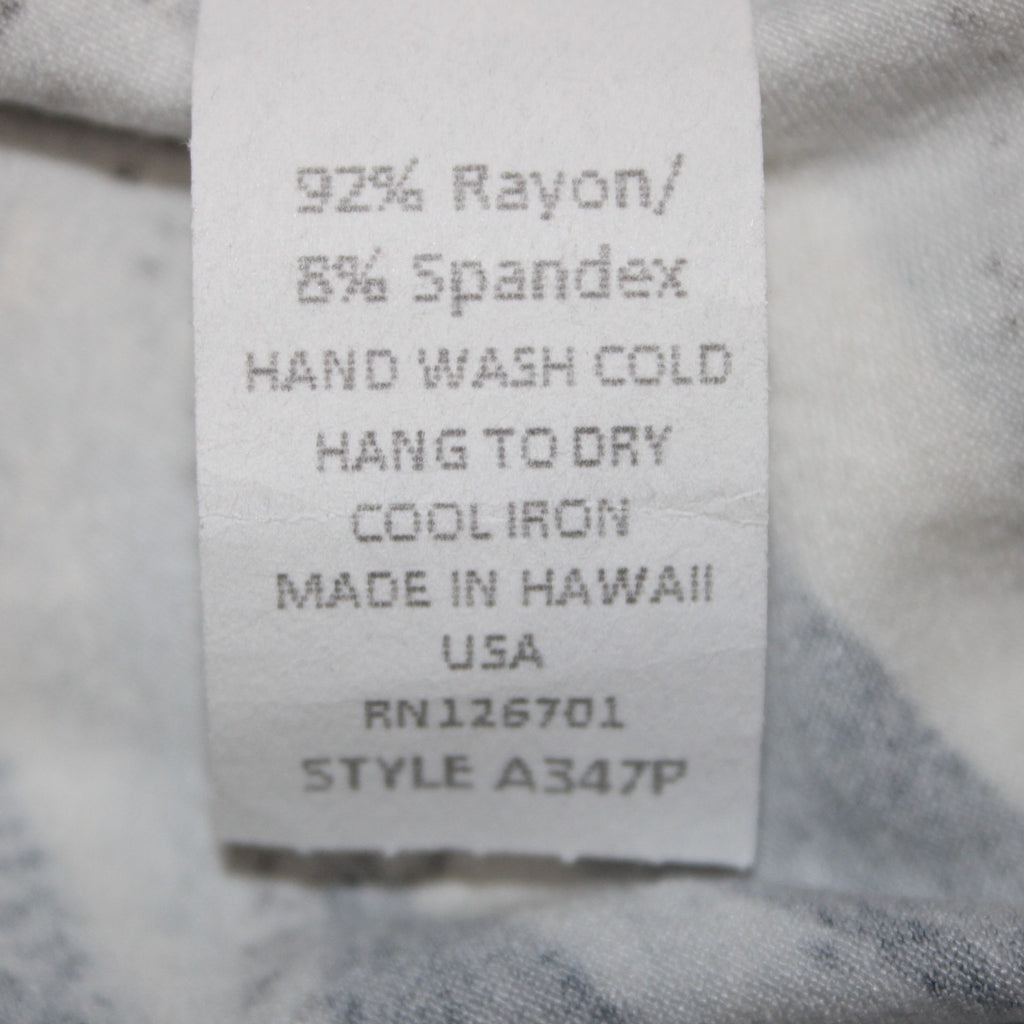 92% Rayon/
8% Spandex
HAND WASH COLD
HANG TO DRY
COOL IRON
MADE IN HAWAII
USA
RN126701
STYLE A347P